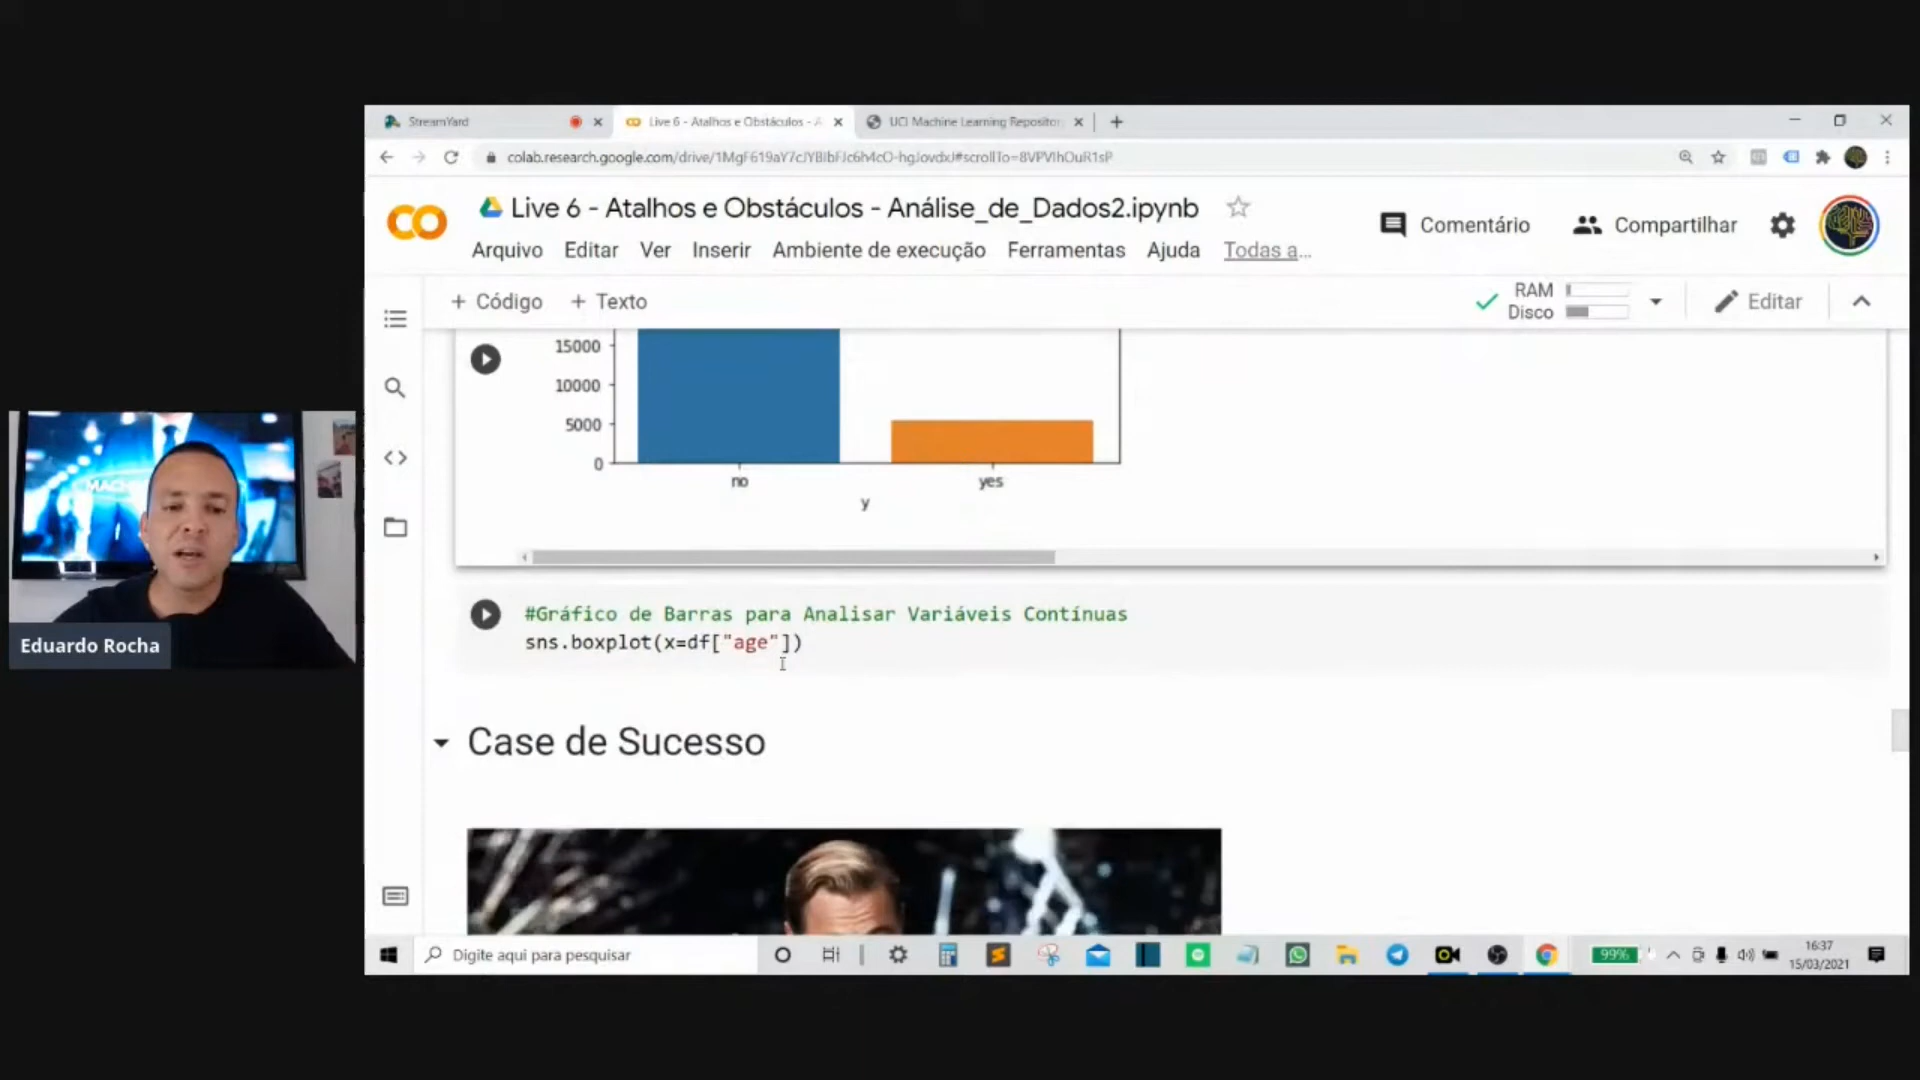 StreamYard
Live 6 - Atalhos e Obstáculos - A
UCI Machine Learning Repositor
colab.research.google.com/drive/1MgF619aY7cJYBIbFJc6h4cO-hgJovdxJ#scrollTo=8VPVIhOuR1sP
Live 6 - Atalhos e Obstáculos - Análise_de_Dados2.ipynb
Comentário
Compartilhar
Arquivo Editar Ver Inserir Ambiente de execução Ferramentas Ajuda Todas a...
+ Código + Texto
RAM
Disco
Editar
15000
10000
5000
0
no
yes
y
#Gráfico de Barras para Analisar Variáveis Contínuas
sns.boxplot(x=df["age"])
Case de Sucesso
MACH
Eduardo Rocha
Digite aqui para pesquisar
99%
16:37
15/03/2021